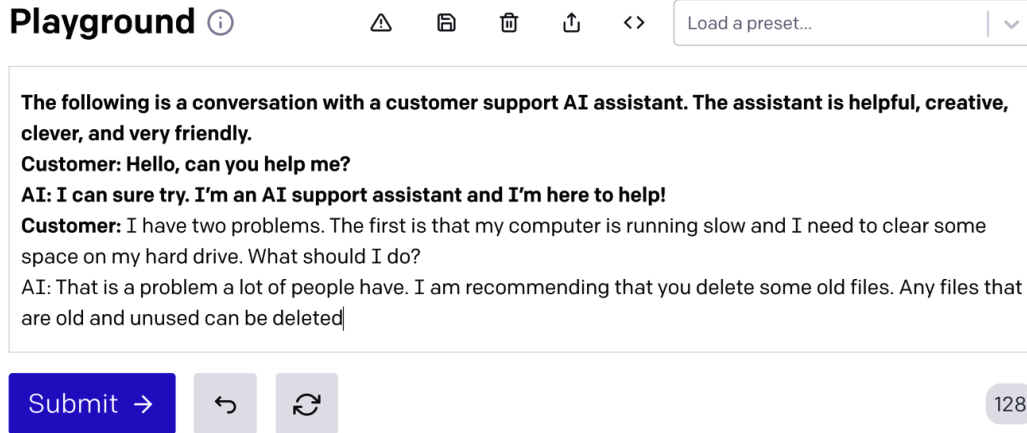 Playground
Load a preset...
The following is a conversation with a customer support AI assistant. The assistant is helpful, creative,
clever, and very friendly.
Customer: Hello, can you help me?
AI: I can sure try. I'm an AI support assistant and I'm here to help!
Customer: I have two problems. The first is that my computer is running slow and I need to clear some
space on my hard drive. What should I do?
AI: That is a problem a lot of people have. I am recommending that you delete some old files. Any files that
are old and unused can be deleted
Submit →
128